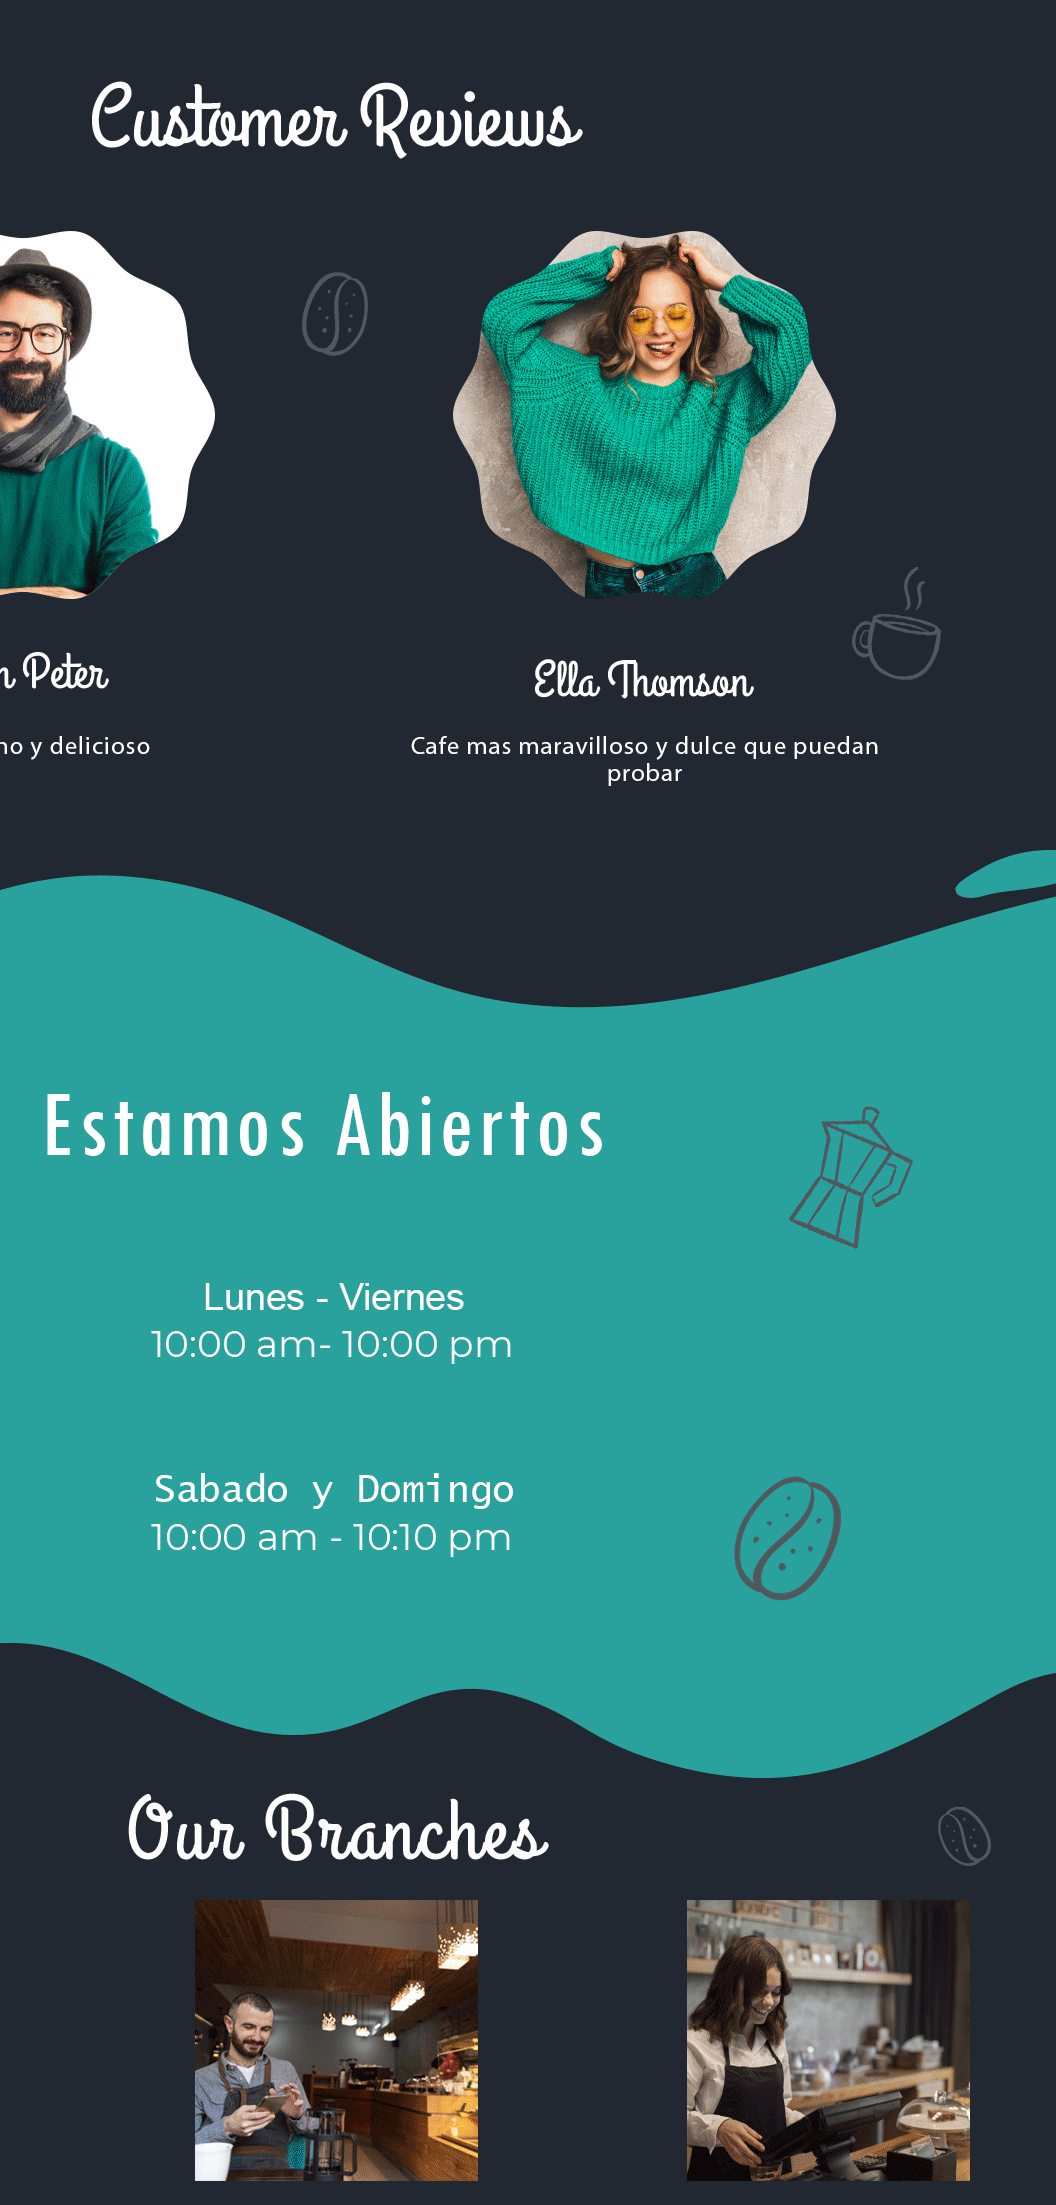 Customer Reviews
n Peter
Ella Thomson
no y delicioso
Cafe mas maravilloso y dulce que puedan
probar
Estamos Abiertos
Lunes - Viernes
10:00 am- 10:00 pm
Sabado y Domingo
10:00 am - 10:10 pm
Our Branches